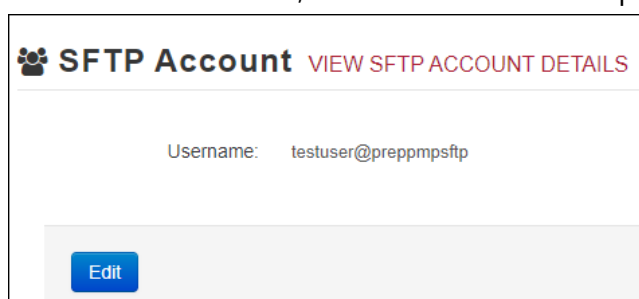 SFTP Account VIEW SFTP ACCOUNT DETAILS
Username: testuser@preppmpsftp
Edit